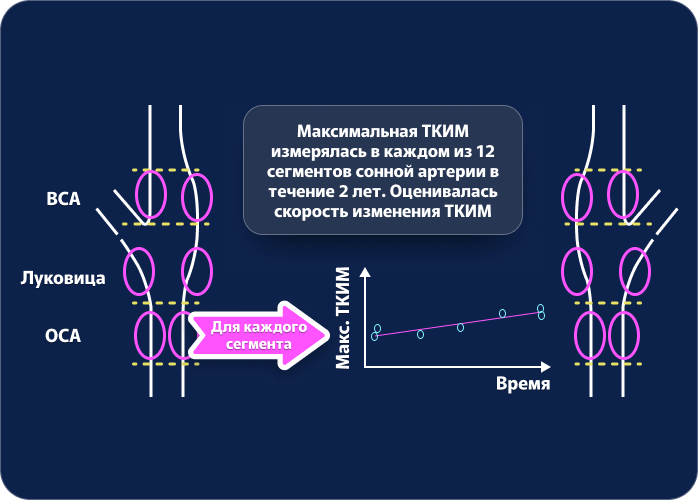 Максимальная ТКИМ
измерялась в каждом из 12
сегментов сонной артерии в
течение 2 лет. Оценивалась
скорость изменения ТКИМ
ВСА
Луковица
ОСА
Для каждого
сегмента
Макс. ТКИМ
Время